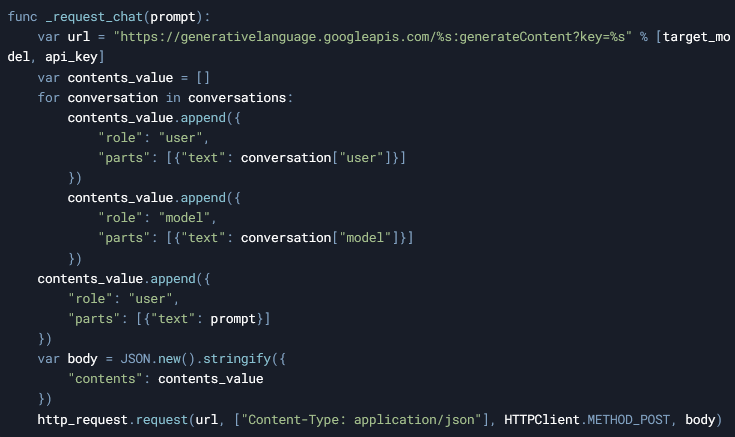 func _request_chat(prompt):
    var url = "https://generativelanguage.googleapis.com/%s:generateContent?key=%s" % [target_mo
del, api_key]
    var contents_value = []
    for conversation in conversations:
        contents_value.append({
            "role": "user",
            "parts": [{"text": conversation["user"]}]
        })
        contents_value.append({
            "role": "model",
            "parts": [{"text": conversation["model"]}]
        })
    contents_value.append({
        "role": "user",
        "parts": [{"text": prompt}]
    })
    var body = JSON.new().stringify({
        "contents": contents_value
    })
    http_request.request(url, ["Content-Type: application/json"], HTTPClient.METHOD_POST, body)